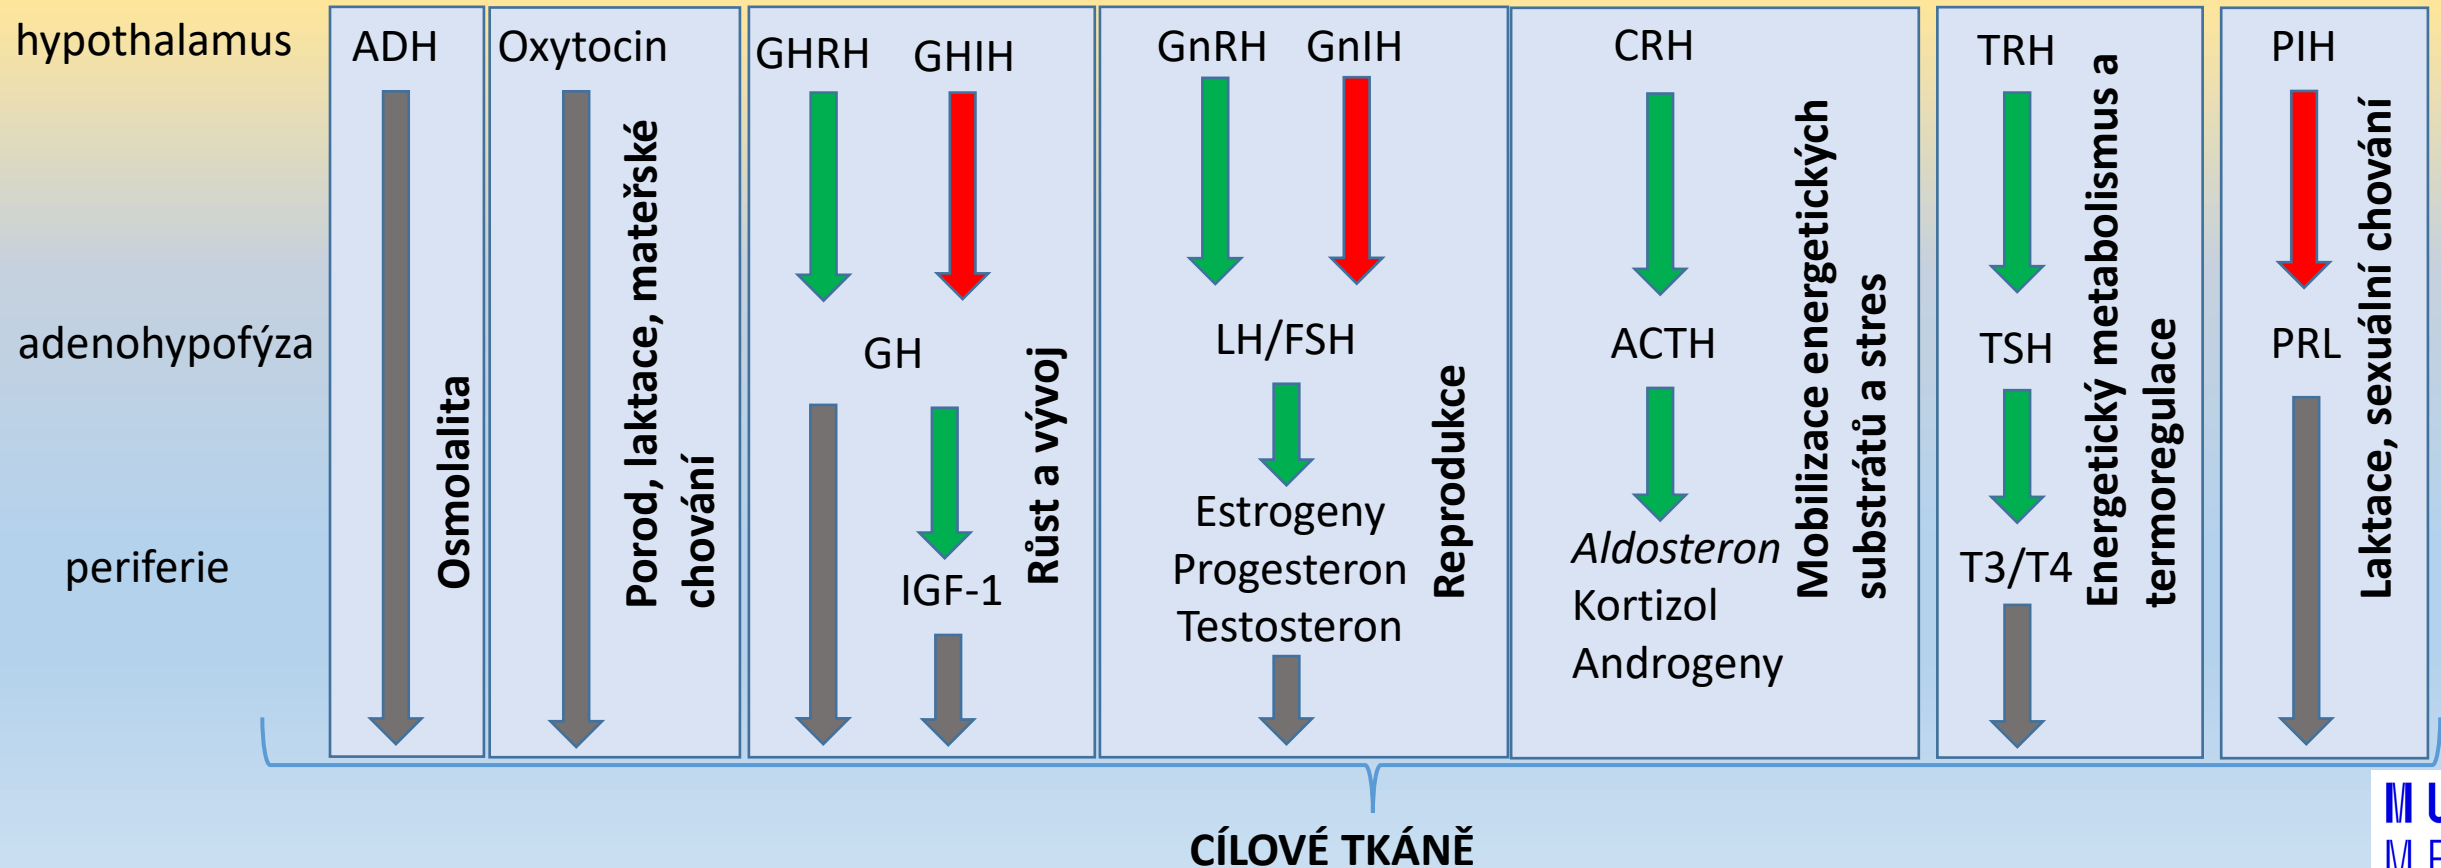 hypothalamus
ADH
Oxytocin
GHRH
GHIH
GnRH
GnIH
CRH
TRH
PIH
adenohypofýza
GH
LH/FSH
ACTH
TSH
PRL
periferie
IGF-1
Estrogeny
Progesteron
Testosteron
Aldosteron
Kortizol
Androgeny
T3/T4
Osmolalita
Porod, laktace, mateřské
chování
Růst a vývoj
Reprodukce
Mobilizace energetických
substrátů a stres
Energetický metabolismus a
termoregulace
Laktace, sexuální chování
CÍLOVÉ TKÁNĚ